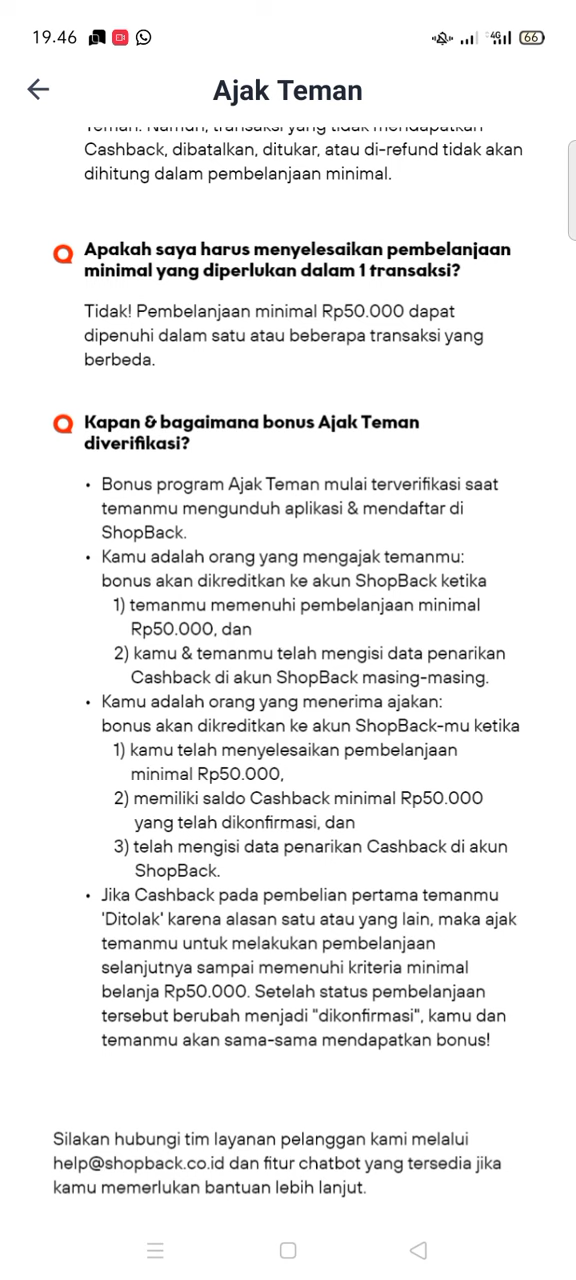 19.46
4G
66
Ajak Teman
Teman. Namun, transaksi yang tidak mendapatkan
Cashback, dibatalkan, ditukar, atau di-refund tidak akan
dihitung dalam pembelanjaan minimal.
Apakah saya harus menyelesaikan pembelanjaan
minimal yang diperlukan dalam 1 transaksi?
Tidak! Pembelanjaan minimal Rp50.000 dapat
dipenuhi dalam satu atau beberapa transaksi yang
berbeda.
Kapan & bagaimana bonus Ajak Teman
diverifikasi?
• Bonus program Ajak Teman mulai terverifikasi saat
temanmu mengunduh aplikasi & mendaftar di
ShopBack.
• Kamu adalah orang yang mengajak temanmu:
bonus akan dikreditkan ke akun ShopBack ketika
1) temanmu memenuhi pembelanjaan minimal
Rp50.000, dan
2) kamu & temanmu telah mengisi data penarikan
Cashback di akun ShopBack masing-masing.
• Kamu adalah orang yang menerima ajakan:
bonus akan dikreditkan ke akun ShopBack-mu ketika
1) kamu telah menyelesaikan pembelanjaan
minimal Rp50.000,
2) memiliki saldo Cashback minimal Rp50.000
yang telah dikonfirmasi, dan
3) telah mengisi data penarikan Cashback di akun
ShopBack.
• Jika Cashback pada pembelian pertama temanmu
'Ditolak' karena alasan satu atau yang lain, maka ajak
temanmu untuk melakukan pembelanjaan
selanjutnya sampai memenuhi kriteria minimal
belanja Rp50.000. Setelah status pembelanjaan
tersebut berubah menjadi "dikonfirmasi", kamu dan
temanmu akan sama-sama mendapatkan bonus!
Silakan hubungi tim layanan pelanggan kami melalui
help@shopback.co.id dan fitur chatbot yang tersedia jika
kamu memerlukan bantuan lebih lanjut.